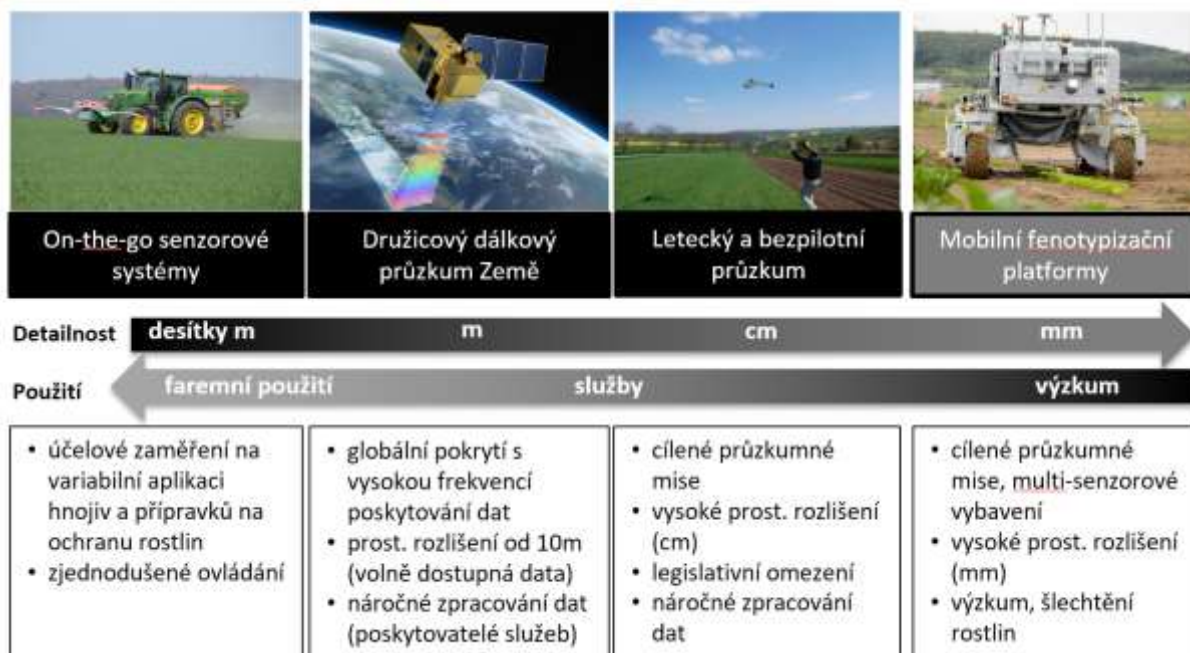 On-the-go senzorové
systémy
Družicový dálkový
průzkum Země
Letecký a bezpilotní
průzkum
Mobilní fenotypizační
platformy
Detailnost
desítky m
m
cm
mm
Použití
faremní použití
služby
výzkum
• účelové zaměření na
variabilní aplikaci
hnojiv a přípravků na
ochranu rostlin
• zjednodušené ovládání
• globální pokrytí s
vysokou frekvencí
poskytování dat
• prost. rozlišení od 10m
(volně dostupná data)
• náročné zpracování dat
(poskytovatelé služeb)
• cílené průzkumné
mise
• vysoké prost. rozlišení
(cm)
• legislativní omezení
• náročné zpracování
dat
• cílené průzkumné
mise, multi-senzorové
vybavení
• vysoké prost. rozlišení
(mm)
• výzkum, šlechtění
rostlin